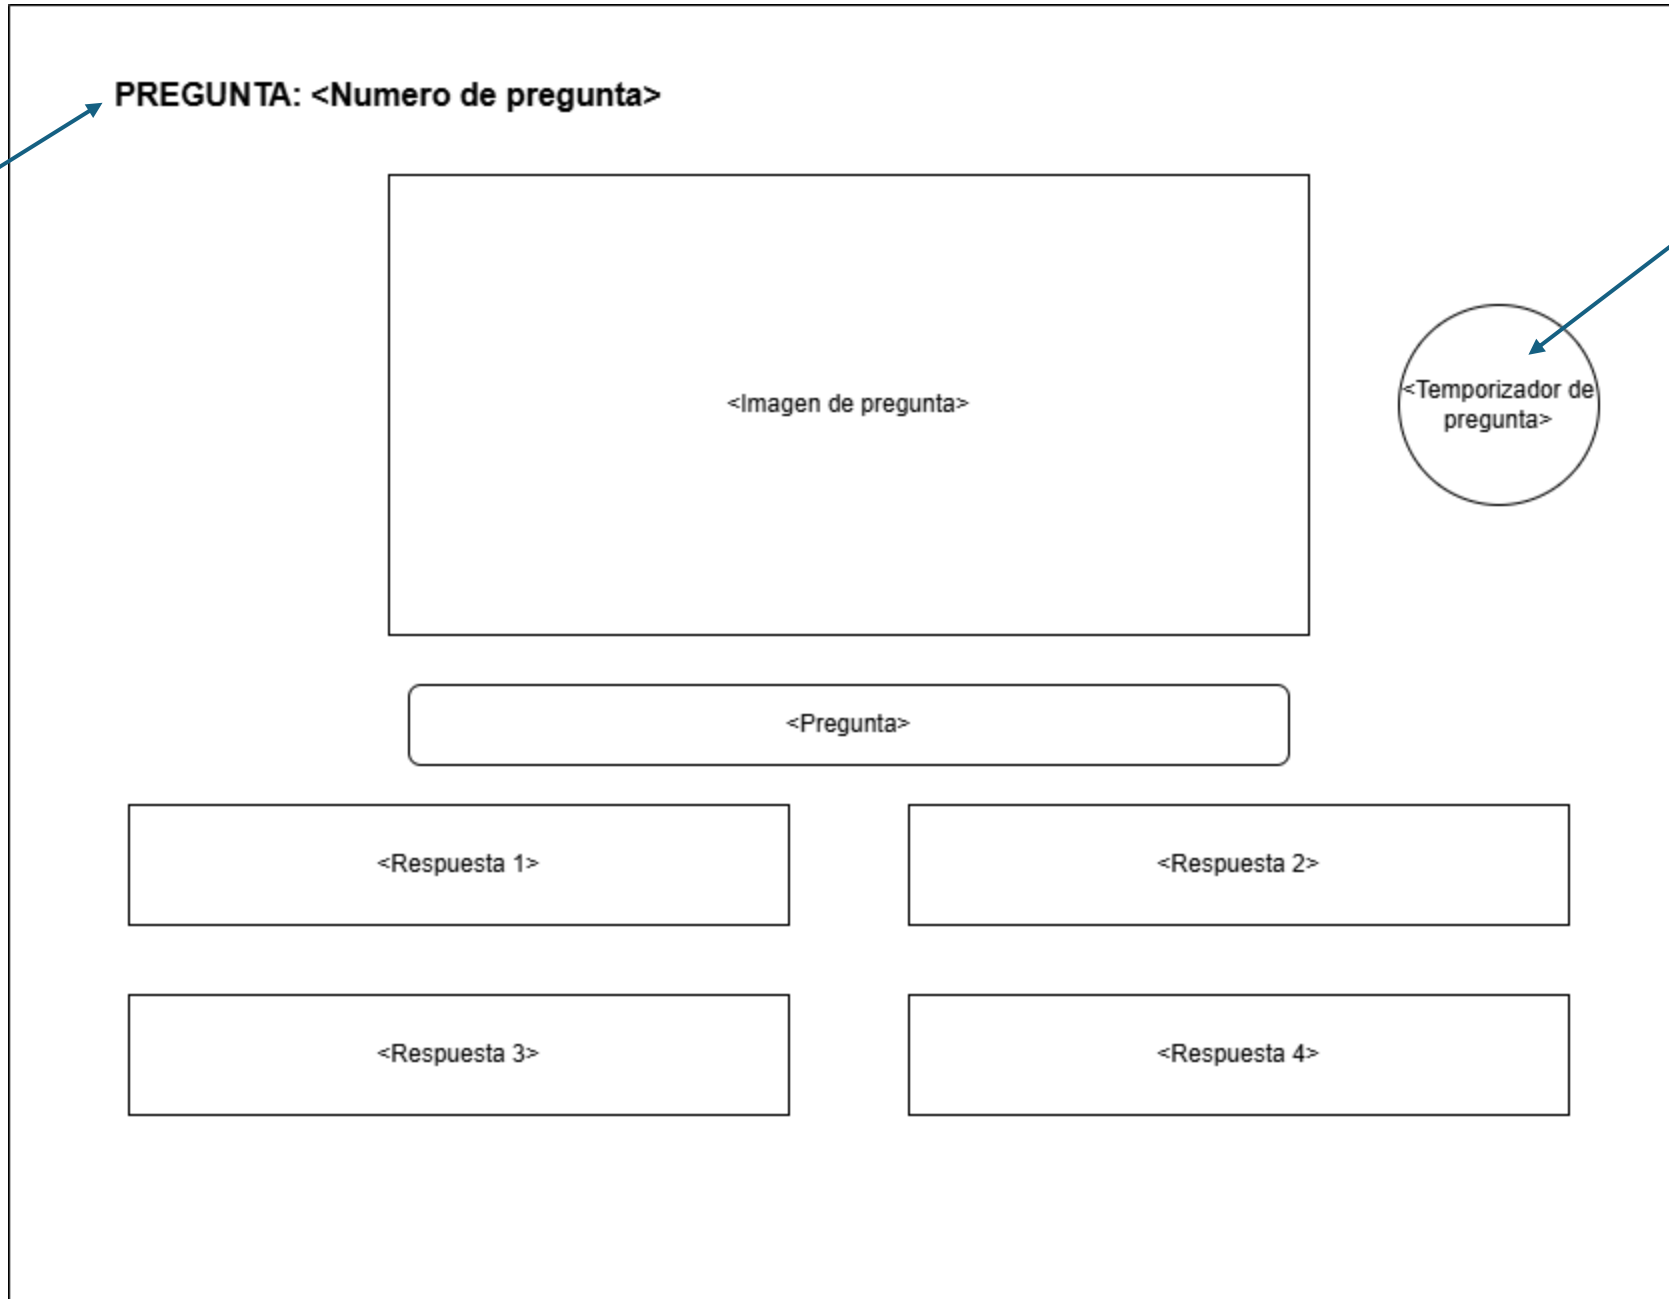 PREGUNTA: <Numero de pregunta>
<Imagen de pregunta>
<Temporizador de
pregunta>
<Pregunta>
<Respuesta 1>
<Respuesta 2>
<Respuesta 3>
<Respuesta 4>